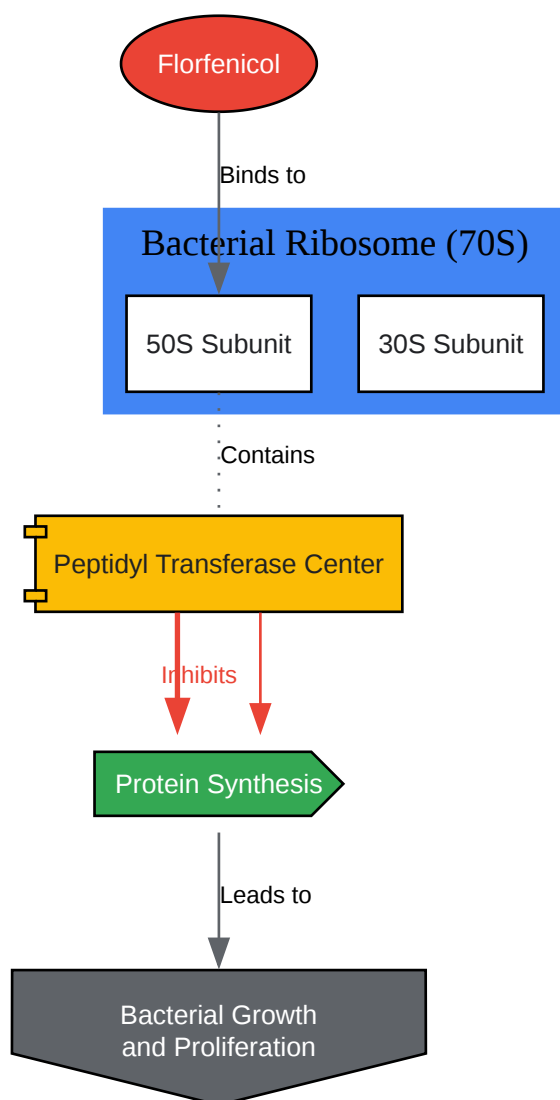 Florfenicol
Binds to
Bacterial Ribosome (70S)
50S Subunit
30S Subunit
Contains
Peptidyl Transferase Center
Inhibits
Protein Synthesis
Leads to
Bacterial Growth
and Proliferation